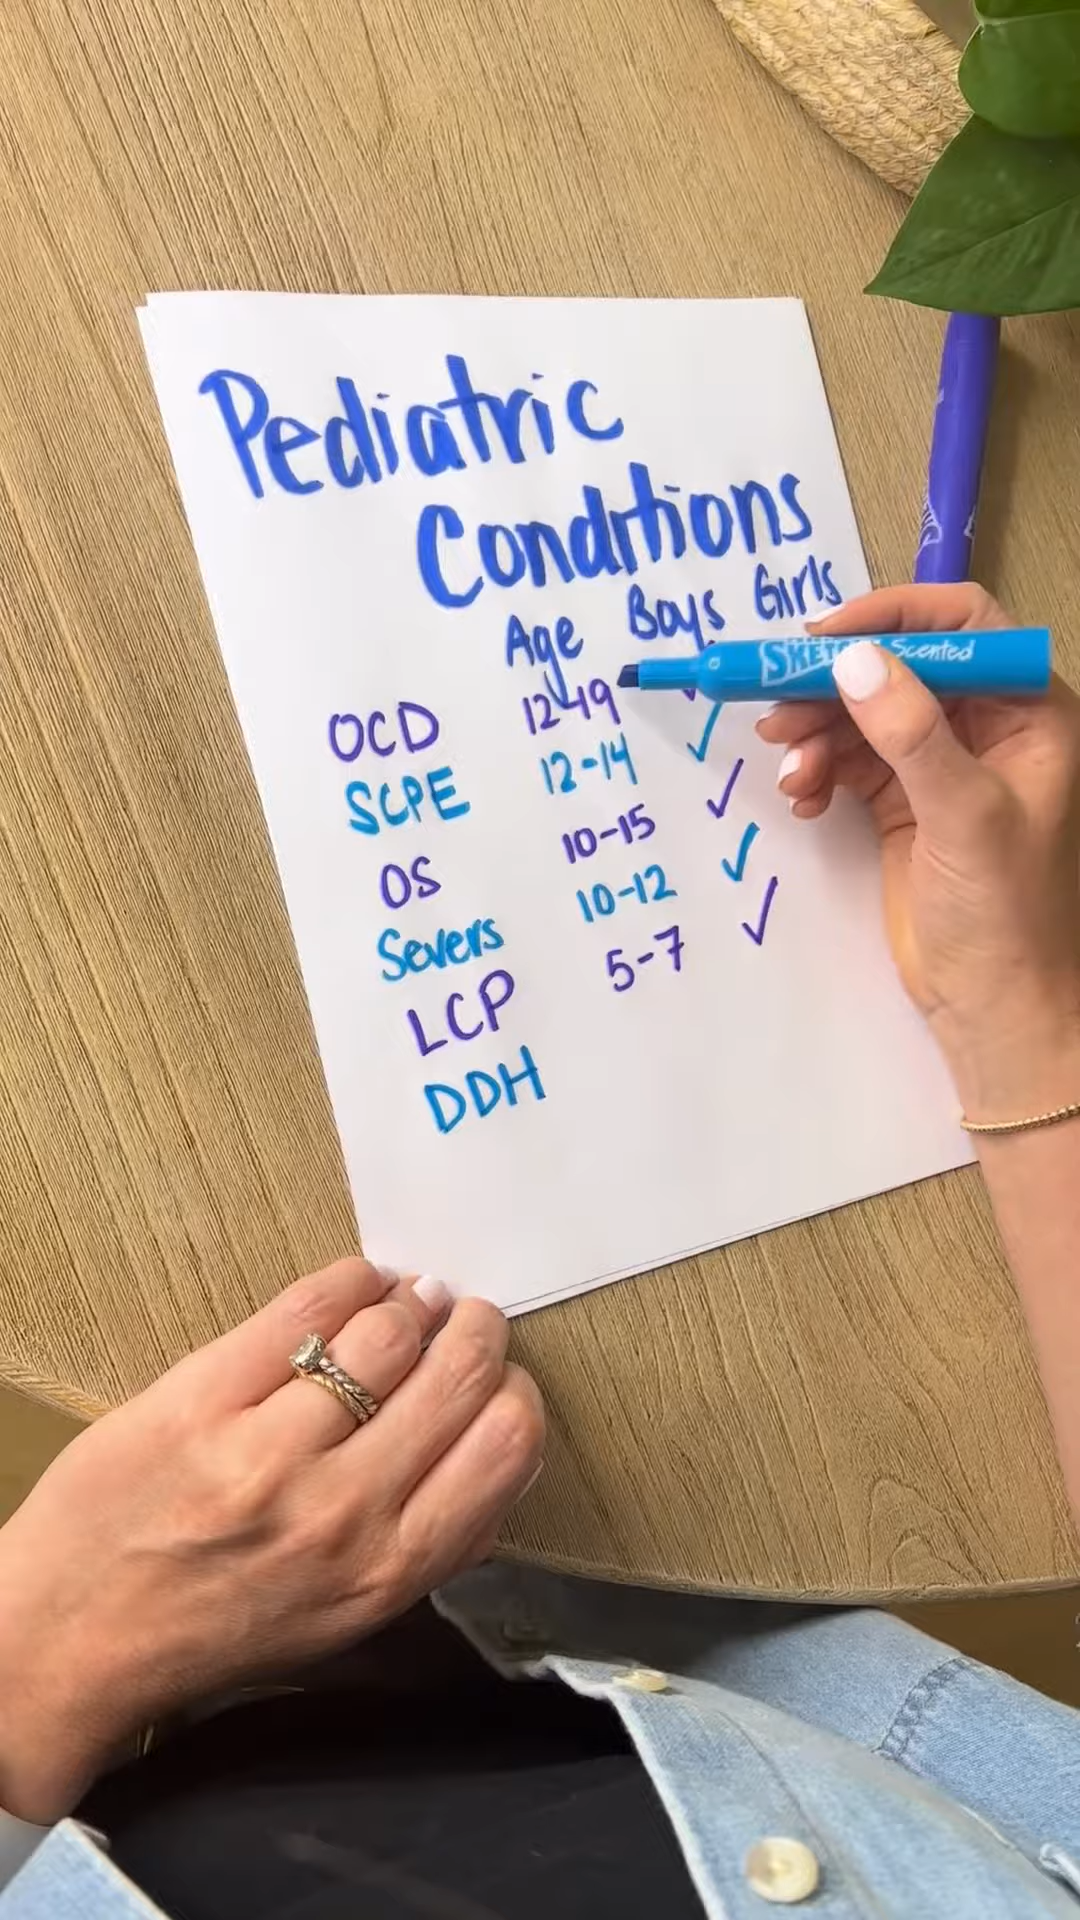 Pediatric
Conditions
Age Boys Girls
OCD 12-19 ✓
SCPE 12-14 ✓
OS 10-15 ✓
Severs 10-12 ✓
LCP 5-7 ✓
DDH
Scented